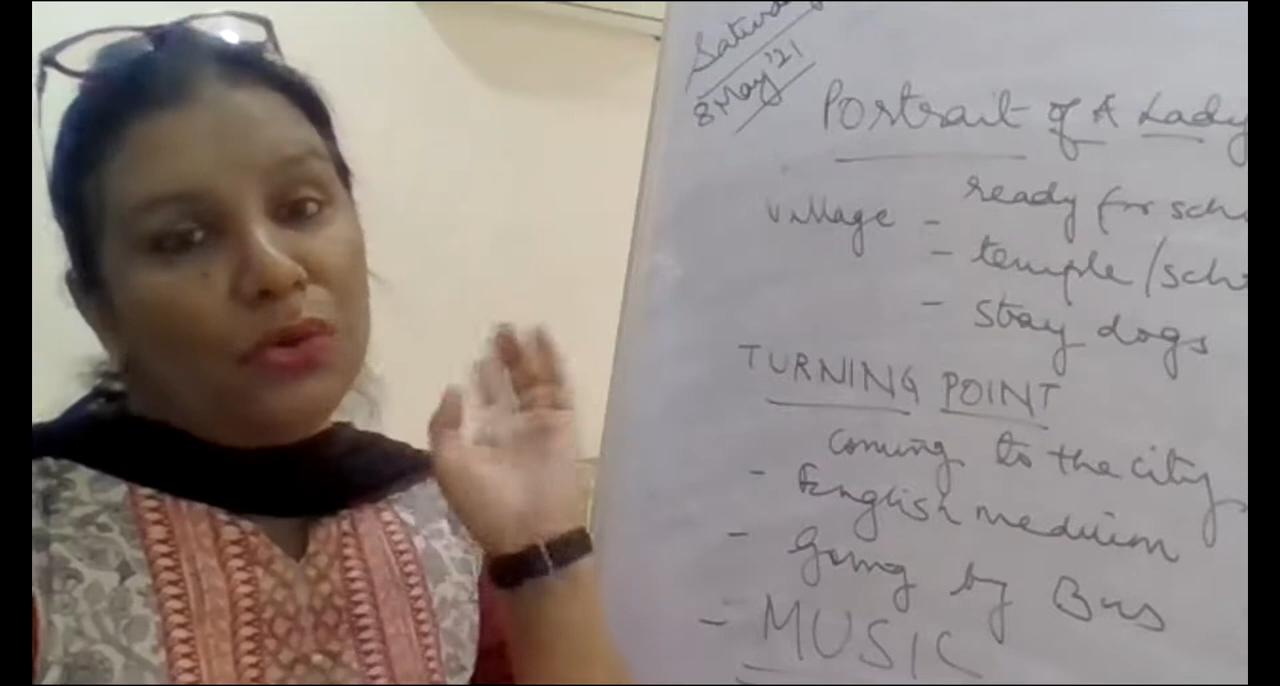 Saturday
8 May '21
Portrait of A Lady
village - ready for sch
- temple / sch
- stray dogs
TURNING POINT
coming to the city
- English medium
- Going by Bus
- MUSIC